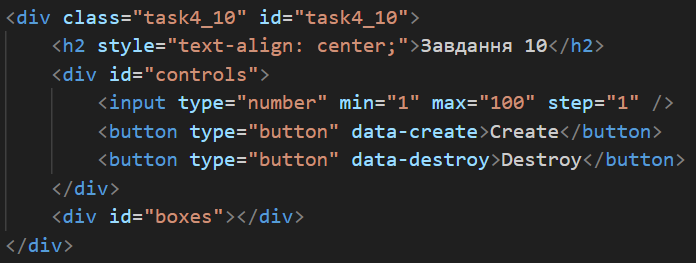 <div class="task4_10" id="task4_10">
<h2 style="text-align: center;">Завдання 10</h2>
<div id="controls">
<input type="number" min="1" max="100" step="1" />
<button type="button" data-create>Create</button>
<button type="button" data-destroy>Destroy</button>
</div>
<div id="boxes"></div>
</div>